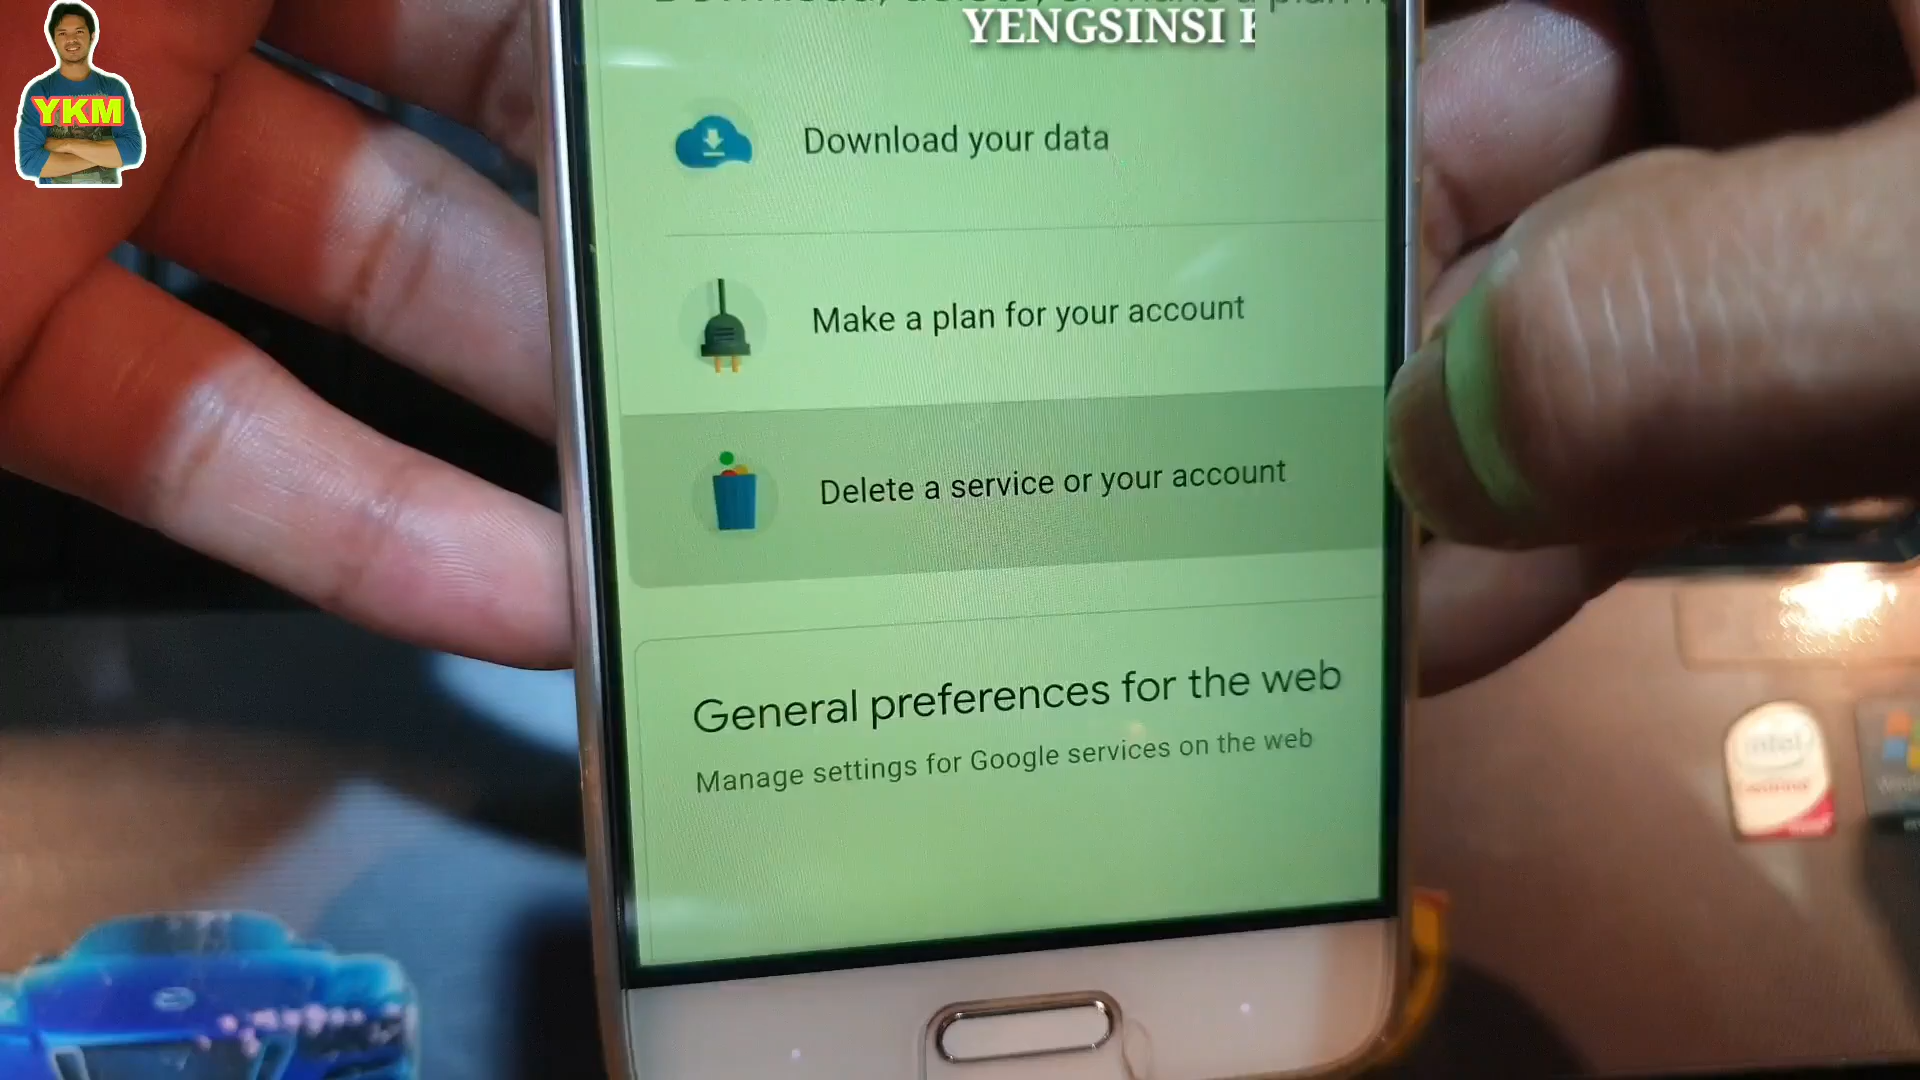 YENGSINSI
YKM
Download your data
Make a plan for your account
Delete a service or your account
General preferences for the web
Manage settings for Google services on the web
intel